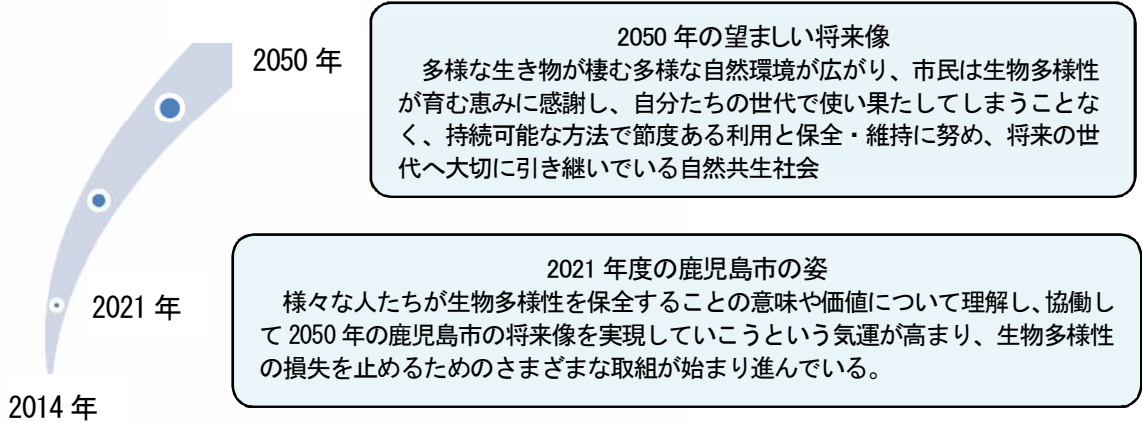 2050 年
2050 年の望ましい将来像
多様な生き物が棲む多様な自然環境が広がり、市民は生物多様性
が育む恵みに感謝し、自分たちの世代で使い果たしてしまうことな
く、持続可能な方法で節度ある利用と保全・維持に努め、将来の世
代へ大切に引き継いでいる自然共生社会
2021 年
2021 年度の鹿児島市の姿
様々な人たちが生物多様性を保全することの意味や価値について理解し、協働し
て 2050 年の鹿児島市の将来像を実現していこうという気運が高まり、生物多様性
の損失を止めるためのさまざまな取組が始まり進んでいる。
2014 年